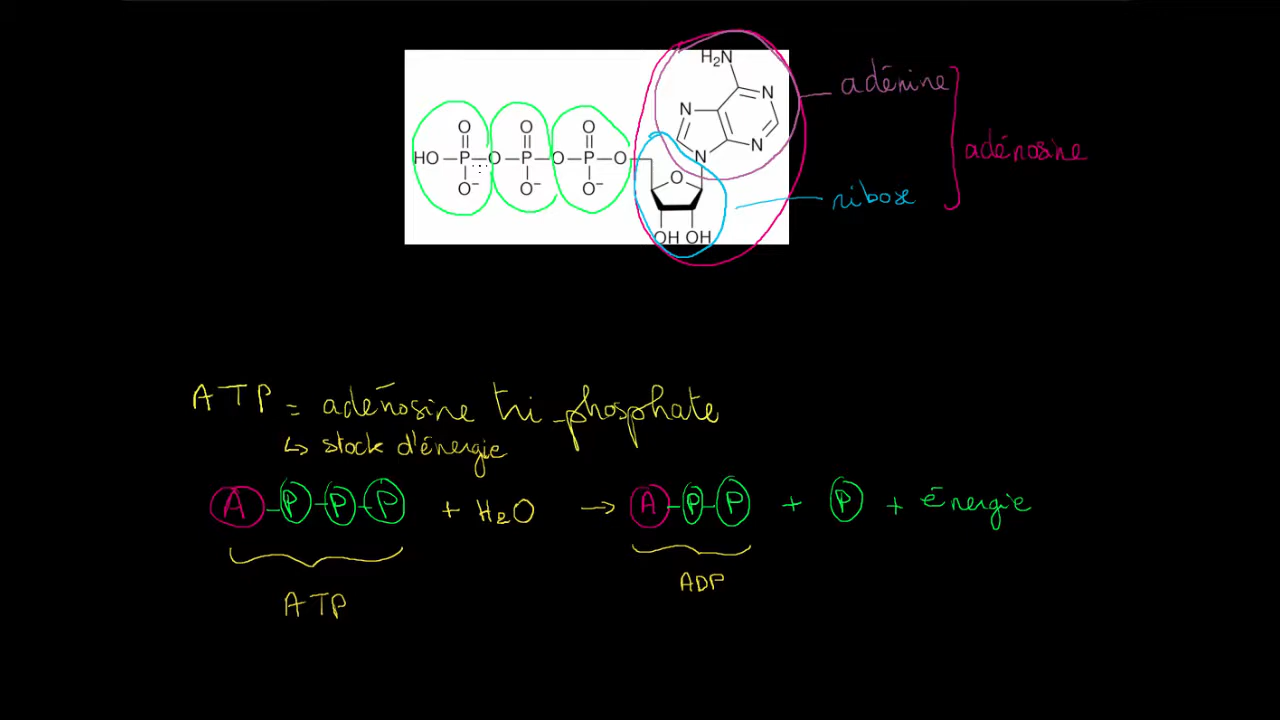 H₂N
N
N
N
N
O O O
HO P O P O P O
O⁻ O⁻ O⁻
O
OH OH
adénine
adénosine
ribose
ATP = adénosine tri-phosphate
↳ stock d'énergie
A-P-P-P + H₂O → A-P-P + P + énergie
ATP
ADP